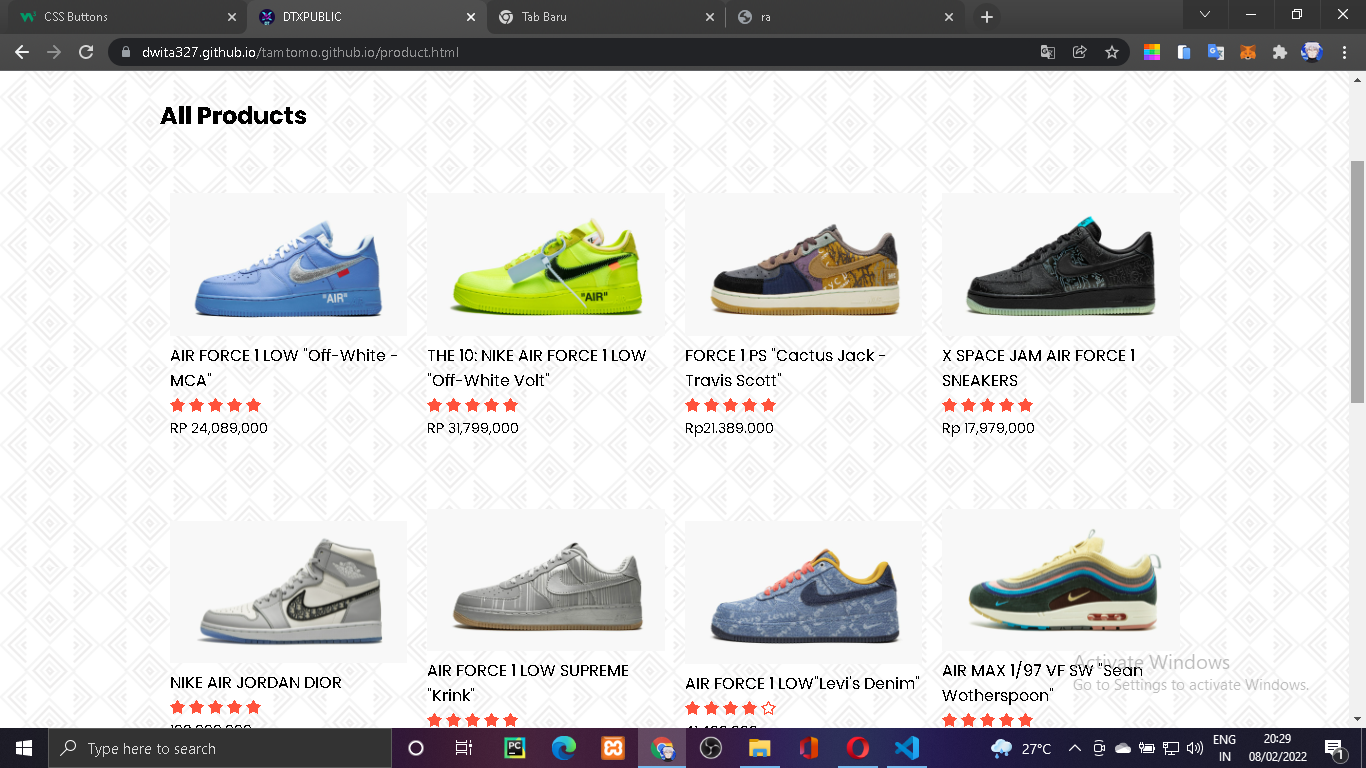 CSS Buttons
DTXPUBLIC
Tab Baru
ra
dwita327.github.io/tamtomo.github.io/product.html
All Products
"AIR"
"AIR"
AIR FORCE 1 LOW "Off-White -
MCA"
RP 24,089,000
THE 10: NIKE AIR FORCE 1 LOW
"Off-White Volt"
RP 31,799,000
FORCE 1 PS "Cactus Jack -
Travis Scott"
Rp21.389.000
X SPACE JAM AIR FORCE 1
SNEAKERS
Rp 17,979,000
NIKE AIR JORDAN DIOR
AIR FORCE 1 LOW SUPREME
"Krink"
AIR FORCE 1 LOW"Levi's Denim"
AIR MAX 1/97 VF SW "Sean
Wotherspoon"
Activate Windows
Go to Settings to activate Windows.
Type here to search
PC
27°C
ENG
IN
20:29
08/02/2022
1